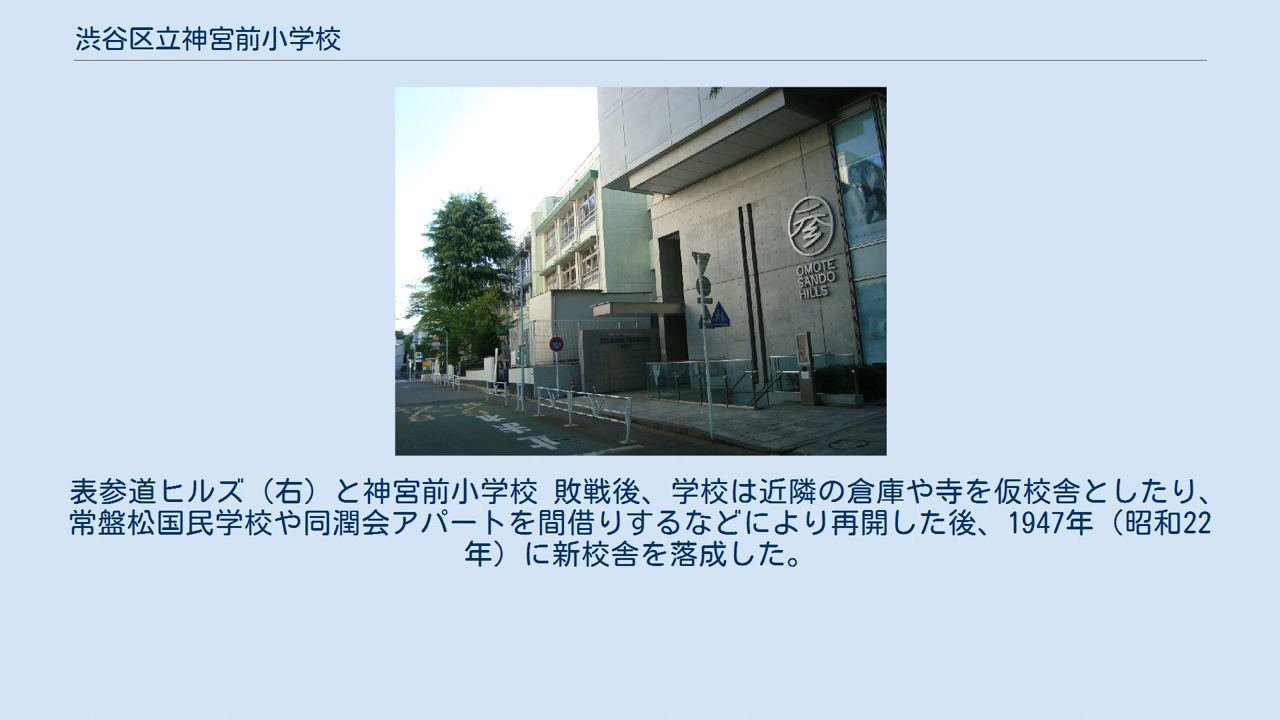 渋谷区立神宮前小学校
OMOTE
SANDO
HILLS
表参道ヒルズ（右）と神宮前小学校 敗戦後、学校は近隣の倉庫や寺を仮校舎としたり、
常盤松国民学校や同潤会アパートを間借りするなどにより再開した後、1947年（昭和22
年）に新校舎を落成した。